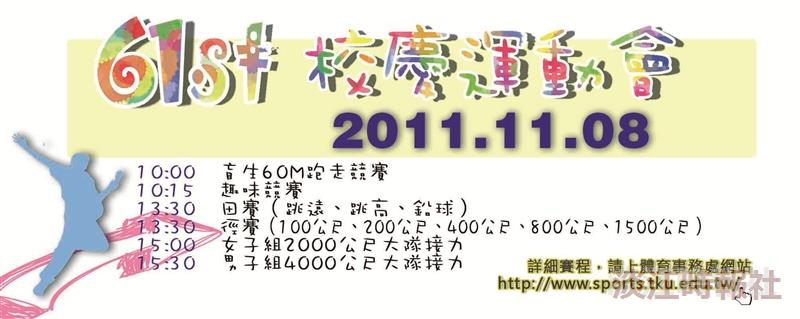 61st 校慶運動會
2011.11.08
10:00 盲生60M跑走競賽
10:15 趣味競賽
13:30 田賽（跳遠、跳高、鉛球）
13:30 徑賽（100公尺、200公尺、400公尺、800公尺、1500公尺）
15:00 女子組2000公尺大隊接力
15:30 男子組4000公尺大隊接力
詳細賽程，請上體育事務處網站
http://www.sports.tku.edu.tw/
淡江時報社